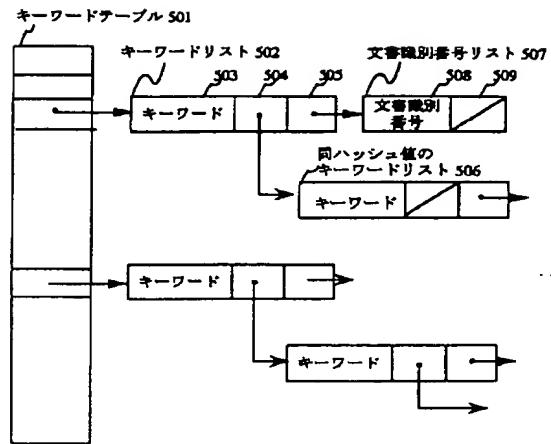 キーワードテーブル 501
キーワードリスト 502
文書識別番号リスト 507
503
504
505
508
509
キーワード
文書識別
番号
同ハッシュ値の
キーワードリスト 506
キーワード
キーワード
キーワード